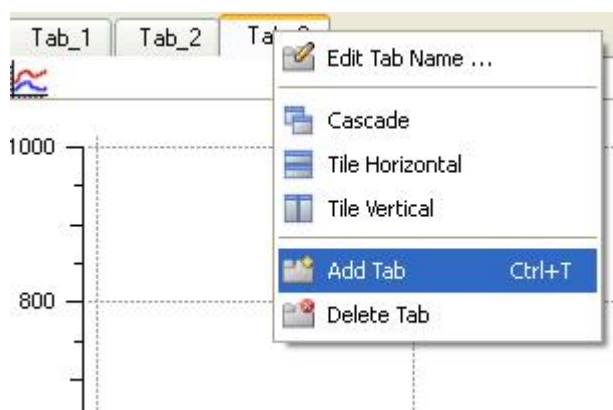 Tab_1 Tab_2
Edit Tab Name ...
Cascade
1000
Tile Horizontal
Tile Vertical
Add Tab Ctrl+T
800
Delete Tab